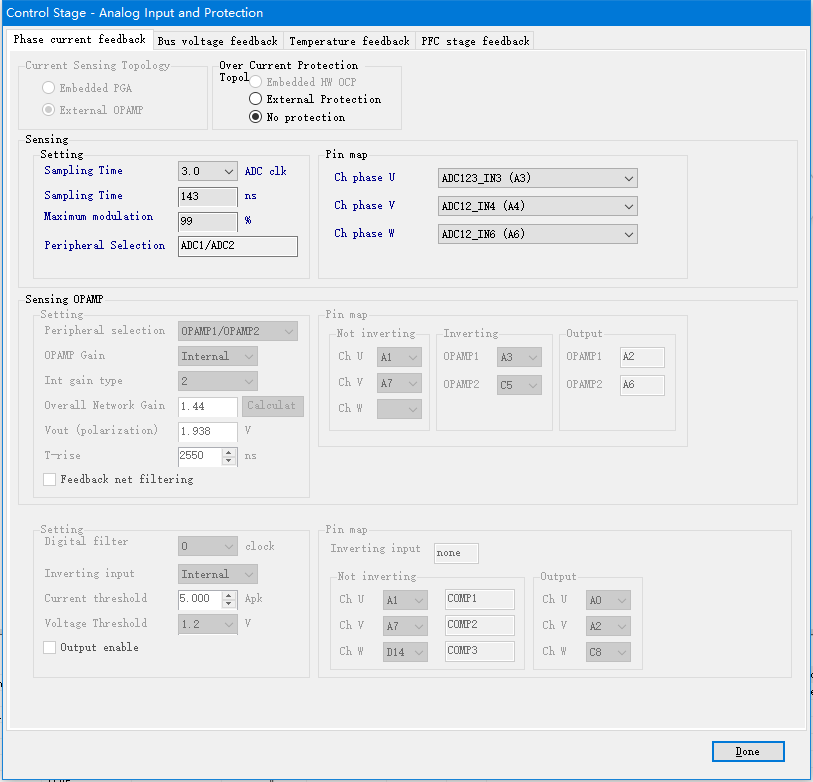 Control Stage - Analog Input and Protection
Phase current feedback Bus voltage feedback Temperature feedback PFC stage feedback
Current Sensing Topology
Embedded PGA
External OPAMP
Over Current Protection
Topol
Embedded HW OCP
External Protection
No protection
Sensing
Setting
Sampling Time 3.0 ADC clk
Sampling Time 143 ns
Maximum modulation 99 %
Peripheral Selection ADC1/ADC2
Pin map
Ch phase U ADC123_IN3 (A3)
Ch phase V ADC12_IN4 (A4)
Ch phase W ADC12_IN6 (A6)
Sensing OPAMP
Setting
Peripheral selection OPAMP1/OPAMP2
OPAMP Gain Internal
Int gain type 2
Overall Network Gain 1.44 Calculat
Vout (polarization) 1.938 V
T-rise 2550 ns
Feedback net filtering
Pin map
Not inverting
Ch U A1
Ch V A7
Ch W
Inverting
OPAMP1 A3
OPAMP2 C5
Output
OPAMP1 A2
OPAMP2 A6
Setting
Digital filter 0 clock
Inverting input Internal
Current threshold 5.000 Apk
Voltage Threshold 1.2 V
Output enable
Pin map
Inverting input none
Not inverting
Ch U A1 COMP1
Ch V A7 COMP2
Ch W D14 COMP3
Output
Ch U A0
Ch V A2
Ch W C8
Done